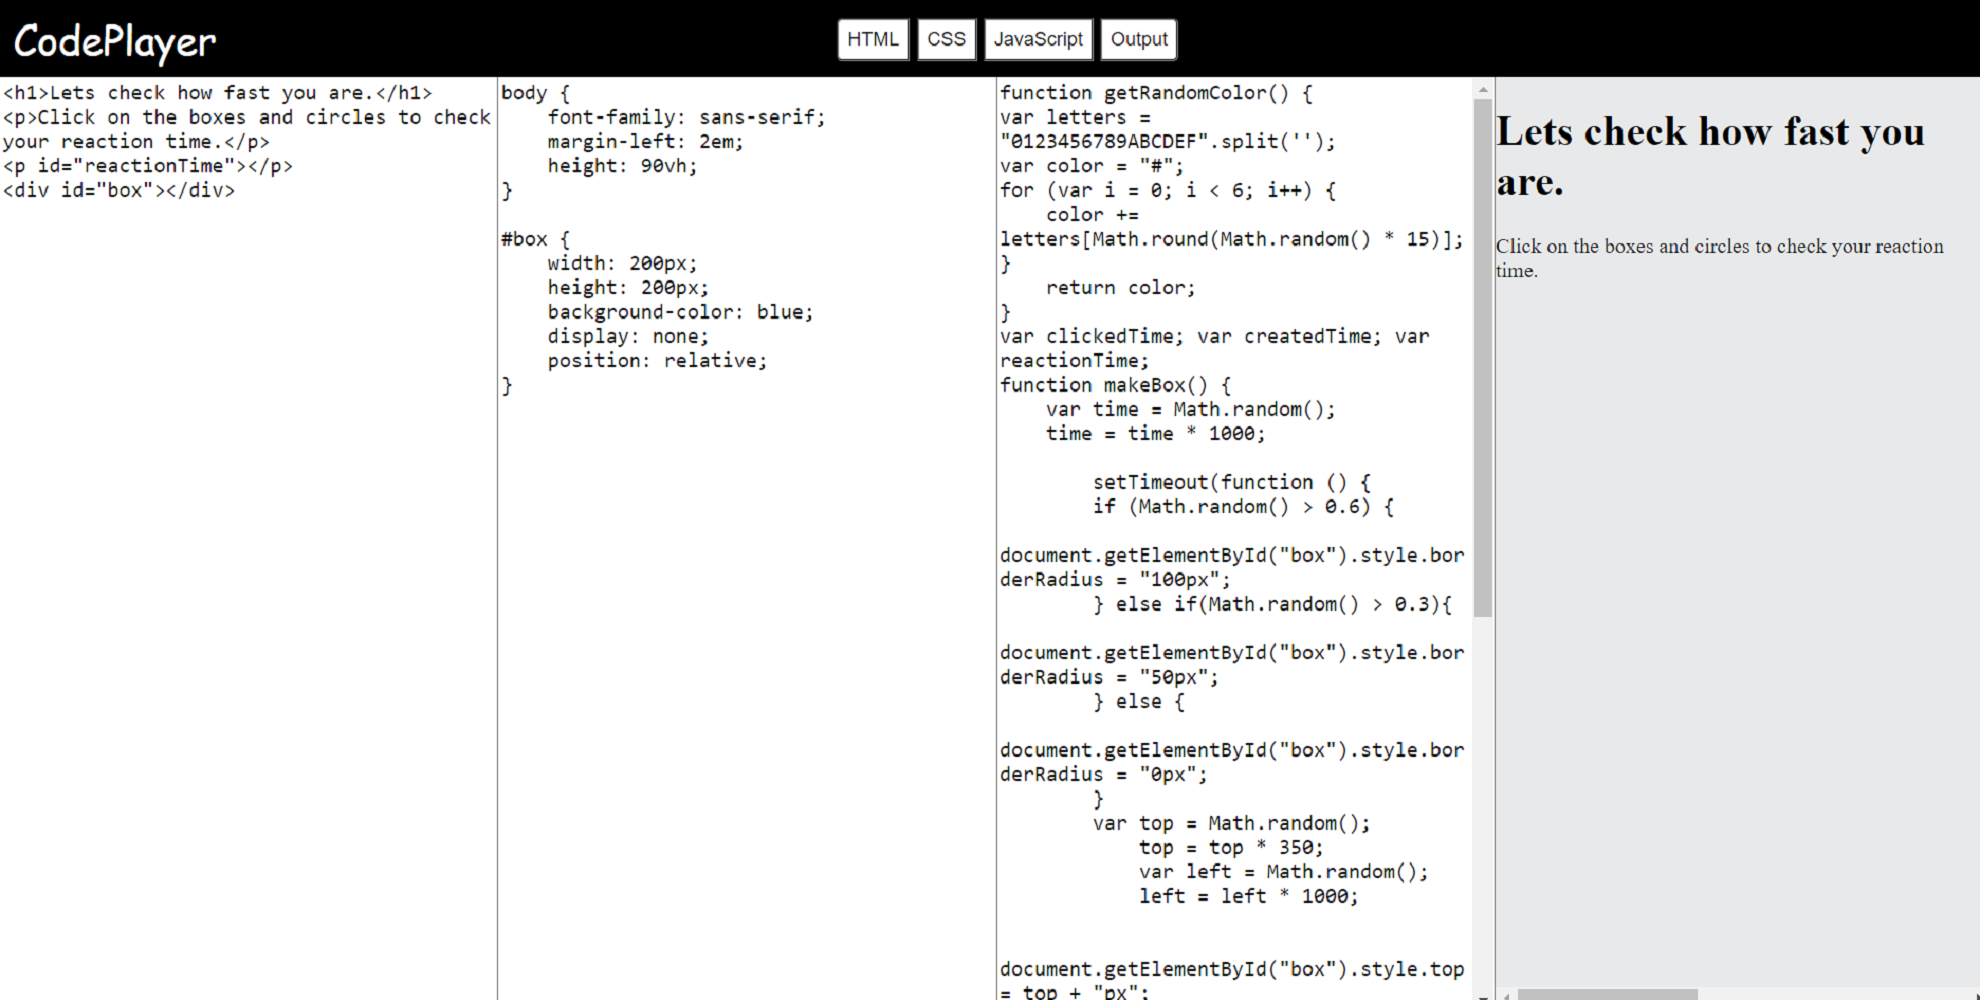 CodePlayer
HTML CSS JavaScript Output
<h1>Lets check how fast you are.</h1>
<p>Click on the boxes and circles to check
your reaction time.</p>
<p id="reactionTime"></p>
<div id="box"></div>
body {
    font-family: sans-serif;
    margin-left: 2em;
    height: 90vh;
}
#box {
    width: 200px;
    height: 200px;
    background-color: blue;
    display: none;
    position: relative;
}
function getRandomColor() {
var letters =
"0123456789ABCDEF".split('');
var color = "#";
for (var i = 0; i < 6; i++) {
    color +=
letters[Math.round(Math.random() * 15)];
}
    return color;
}
var clickedTime; var createdTime; var
reactionTime;
function makeBox() {
    var time = Math.random();
    time = time * 1000;
        setTimeout(function () {
        if (Math.random() > 0.6) {
document.getElementById("box").style.bor
derRadius = "100px";
        } else if(Math.random() > 0.3){
document.getElementById("box").style.bor
derRadius = "50px";
        } else {
document.getElementById("box").style.bor
derRadius = "0px";
        }
        var top = Math.random();
            top = top * 350;
            var left = Math.random();
            left = left * 1000;
document.getElementById("box").style.top
= top + "px";
Lets check how fast you
are.
Click on the boxes and circles to check your reaction
time.